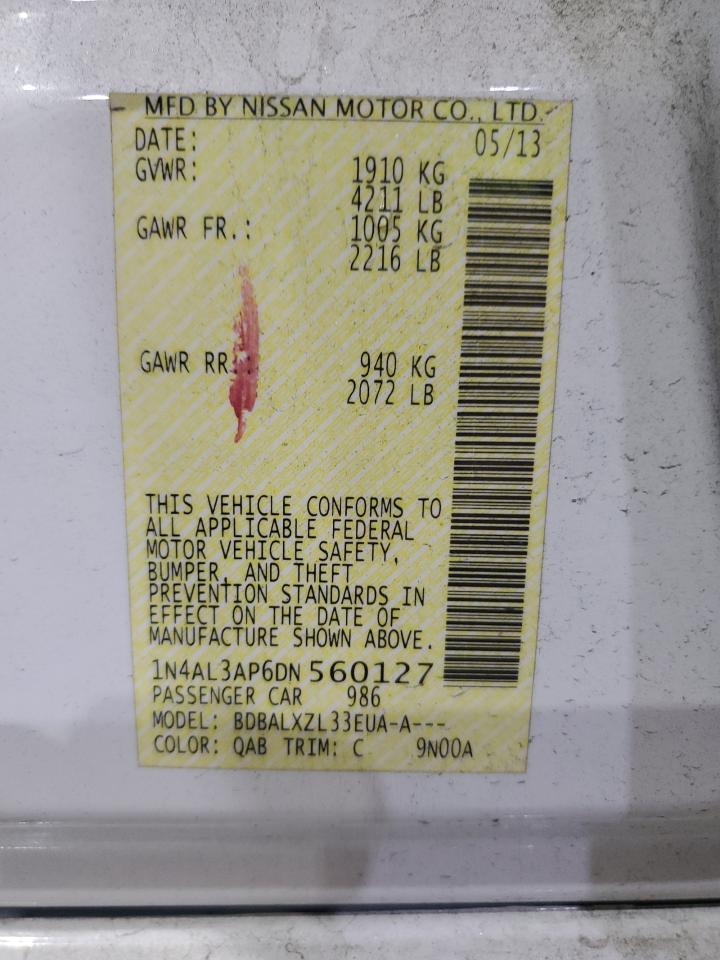 MFD BY NISSAN MOTOR CO., LTD.
DATE: 05/13
GVWR: 1910 KG
4211 LB
GAWR FR.: 1005 KG
2216 LB
GAWR RR.: 940 KG
2072 LB
THIS VEHICLE CONFORMS TO
ALL APPLICABLE FEDERAL
MOTOR VEHICLE SAFETY,
BUMPER, AND THEFT
PREVENTION STANDARDS IN
EFFECT ON THE DATE OF
MANUFACTURE SHOWN ABOVE.
1N4AL3AP6DN 560127
PASSENGER CAR 986
MODEL: BDBALXZL33EUA-A---
COLOR: QAB TRIM: C 9N00A